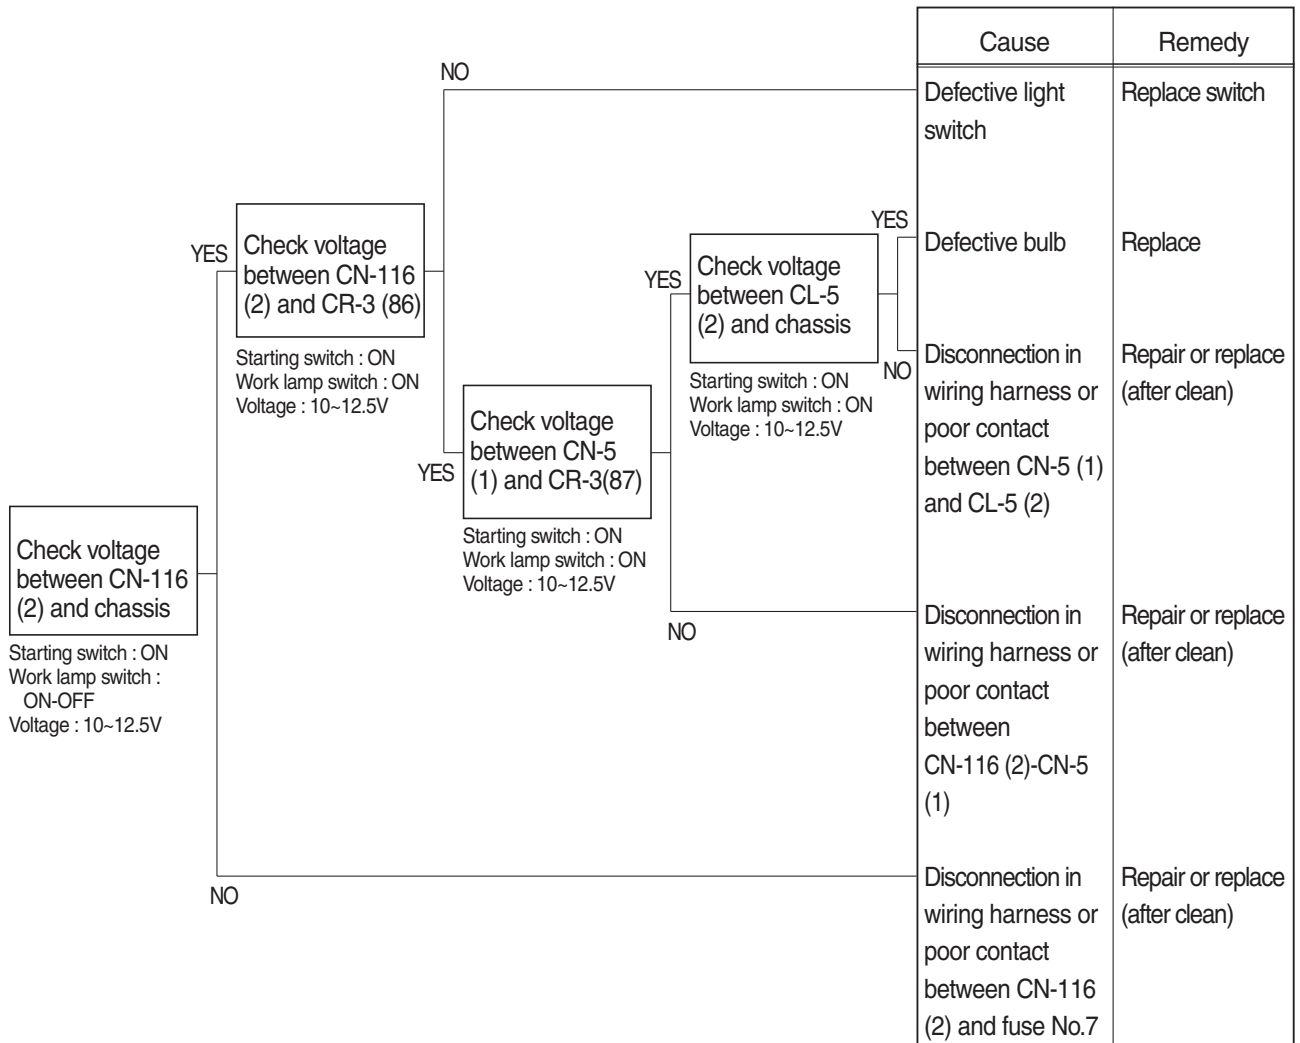 Cause
Remedy
NO
Defective light
switch
Replace switch
YES
Check voltage
between CN-116
(2) and CR-3 (86)
Starting switch : ON
Work lamp switch : ON
Voltage : 10~12.5V
YES
Check voltage
between CN-5
(1) and CR-3(87)
Starting switch : ON
Work lamp switch : ON
Voltage : 10~12.5V
YES
Check voltage
between CL-5
(2) and chassis
Starting switch : ON
Work lamp switch : ON
Voltage : 10~12.5V
YES
Defective bulb
Replace
NO
Disconnection in
wiring harness or
poor contact
between CN-5 (1)
and CL-5 (2)
Repair or replace
(after clean)
Check voltage
between CN-116
(2) and chassis
Starting switch : ON
Work lamp switch :
ON-OFF
Voltage : 10~12.5V
NO
Disconnection in
wiring harness or
poor contact
between
CN-116 (2)-CN-5
(1)
Repair or replace
(after clean)
NO
Disconnection in
wiring harness or
poor contact
between CN-116
(2) and fuse No.7
Repair or replace
(after clean)